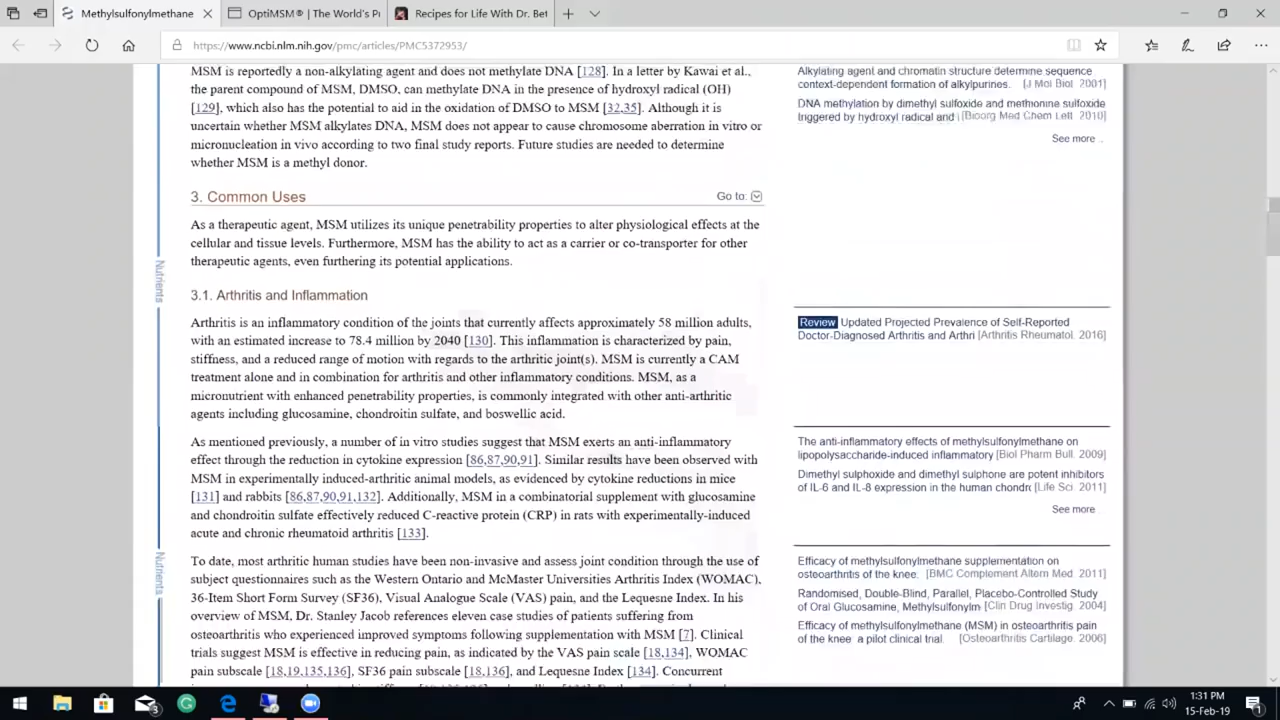 Methylsulfonylmethane
OptiMSM® | The World's P
Recipes for Life With Dr. Bet
https://www.ncbi.nlm.nih.gov/pmc/articles/PMC5372953/
MSM is reportedly a non-alkylating agent and does not methylate DNA [128]. In a letter by Kawai et al.,
the parent compound of MSM, DMSO, can methylate DNA in the presence of hydroxyl radical (OH)
[129], which also has the potential to aid in the oxidation of DMSO to MSM [32,35]. Although it is
uncertain whether MSM alkylates DNA, MSM does not appear to cause chromosome aberration in vitro or
micronucleation in vivo according to two final study reports. Future studies are needed to determine
whether MSM is a methyl donor.
Alkylating agent and chromatin structure determine sequence
context-dependent formation of alkylpurines. [J Mol Biol. 2001]
DNA methylation by dimethyl sulfoxide and methionine sulfoxide
triggered by hydroxyl radical and [Bioorg Med Chem Lett. 2010]
See more ..
3. Common Uses
Go to:
As a therapeutic agent, MSM utilizes its unique penetrability properties to alter physiological effects at the
cellular and tissue levels. Furthermore, MSM has the ability to act as a carrier or co-transporter for other
therapeutic agents, even furthering its potential applications.
Nutrients
3.1. Arthritis and Inflammation
Arthritis is an inflammatory condition of the joints that currently affects approximately 58 million adults,
with an estimated increase to 78.4 million by 2040 [130]. This inflammation is characterized by pain,
stiffness, and a reduced range of motion with regards to the arthritic joint(s). MSM is currently a CAM
treatment alone and in combination for arthritis and other inflammatory conditions. MSM, as a
micronutrient with enhanced penetrability properties, is commonly integrated with other anti-arthritic
agents including glucosamine, chondroitin sulfate, and boswellic acid.
Review Updated Projected Prevalence of Self-Reported
Doctor-Diagnosed Arthritis and Arthri [Arthritis Rheumatol. 2016]
As mentioned previously, a number of in vitro studies suggest that MSM exerts an anti-inflammatory
effect through the reduction in cytokine expression [86,87,90,91]. Similar results have been observed with
MSM in experimentally induced-arthritic animal models, as evidenced by cytokine reductions in mice
[131] and rabbits [86,87,90,91,132]. Additionally, MSM in a combinatorial supplement with glucosamine
and chondroitin sulfate effectively reduced C-reactive protein (CRP) in rats with experimentally-induced
acute and chronic rheumatoid arthritis [133].
The anti-inflammatory effects of methylsulfonylmethane on
lipopolysaccharide-induced inflammatory [Biol Pharm Bull. 2009]
Dimethyl sulphoxide and dimethyl sulphone are potent inhibitors
of IL-6 and IL-8 expression in the human chondrc [Life Sci. 2011]
See more
Nutrients
To date, most arthritic human studies have been non-invasive and assess joint condition through the use of
subject questionnaires such as the Western Ontario and McMaster Universities Arthritis Index (WOMAC),
36-Item Short Form Survey (SF36), Visual Analogue Scale (VAS) pain, and the Lequesne Index. In his
overview of MSM, Dr. Stanley Jacob references eleven case studies of patients suffering from
osteoarthritis who experienced improved symptoms following supplementation with MSM [7]. Clinical
trials suggest MSM is effective in reducing pain, as indicated by the VAS pain scale [18,134], WOMAC
pain subscale [18,19,135,136], SF36 pain subscale [18,136], and Lequesne Index [134]. Concurrent
Efficacy of methylsulfonylmethane supplementation on
osteoarthritis of the knee. [BMC Complement Altern Med. 2011]
Randomised, Double-Blind, Parallel, Placebo-Controlled Study
of Oral Glucosamine, Methylsulfonylm [Clin Drug Investig. 2004]
Efficacy of methylsulfonylmethane (MSM) in osteoarthritis pain
of the knee: a pilot clinical trial. [Osteoarthritis Cartilage. 2006]
3
1:31 PM
15-Feb-19
1